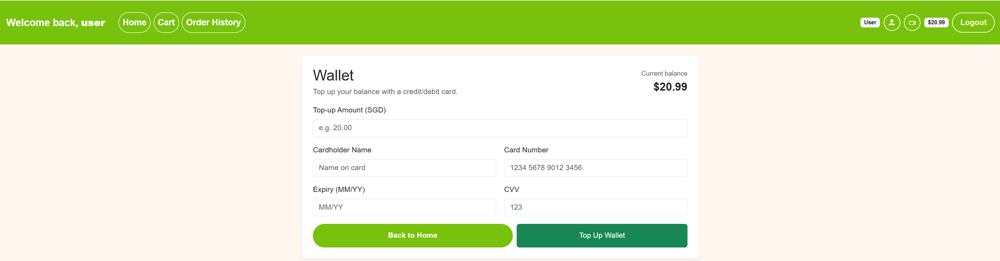 Welcome back, user Home Cart Order History User $20.99 Logout
Wallet
Current balance
$20.99
Top up your balance with a credit/debit card.
Top-up Amount (SGD)
e.g. 20.00
Cardholder Name Card Number
Name on card 1234 5678 9012 3456
Expiry (MM/YY) CVV
MM/YY 123
Back to Home Top Up Wallet